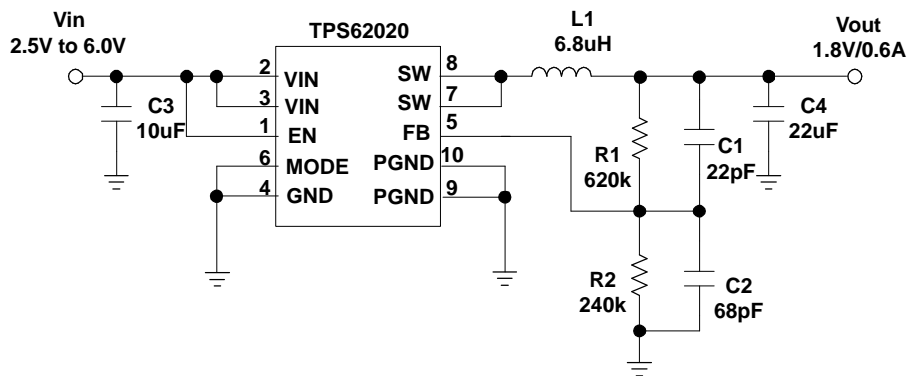 Vin
2.5V to 6.0V
TPS62020
L1
6.8uH
Vout
1.8V/0.6A
2
VIN
SW
8
3
VIN
SW
7
1
EN
FB
5
6
MODE
PGND
10
4
GND
PGND
9
C3
10uF
R1
620k
C1
22pF
C4
22uF
R2
240k
C2
68pF